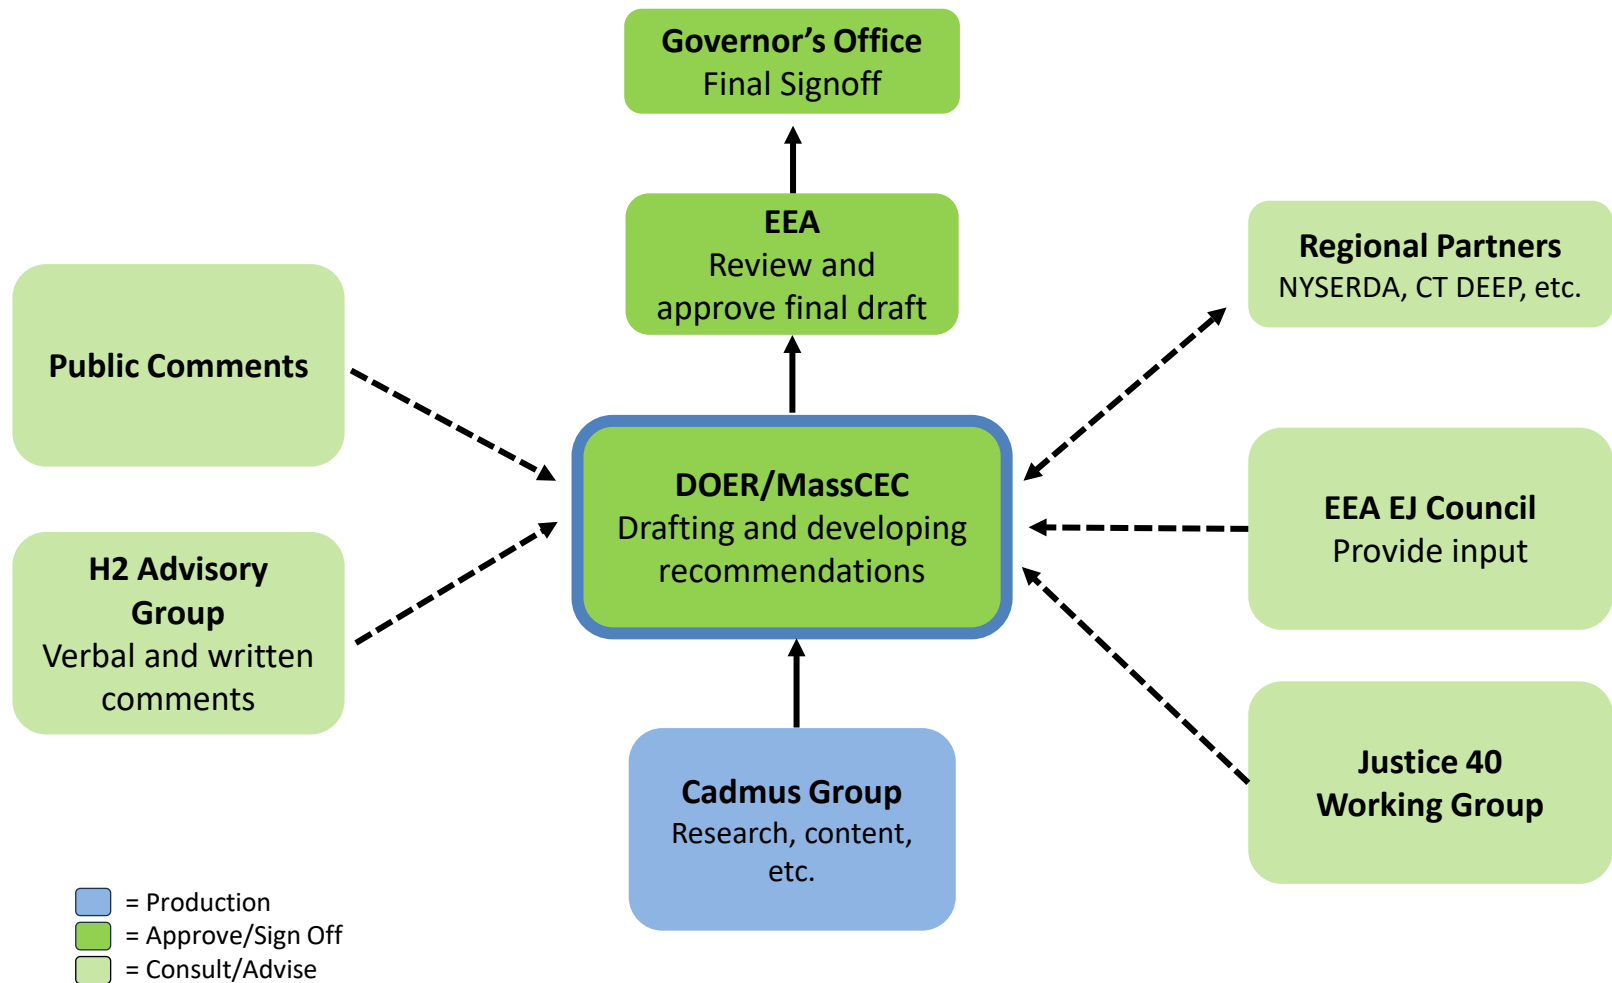 Governor’s Office
Final Signoff
EEA
Review and
approve final draft
Regional Partners
NYSERDA, CT DEEP, etc.
Public Comments
DOER/MassCEC
Drafting and developing
recommendations
EEA EJ Council
Provide input
H2 Advisory
Group
Verbal and written
comments
Cadmus Group
Research, content,
etc.
Justice 40
Working Group
= Production
= Approve/Sign Off
= Consult/Advise